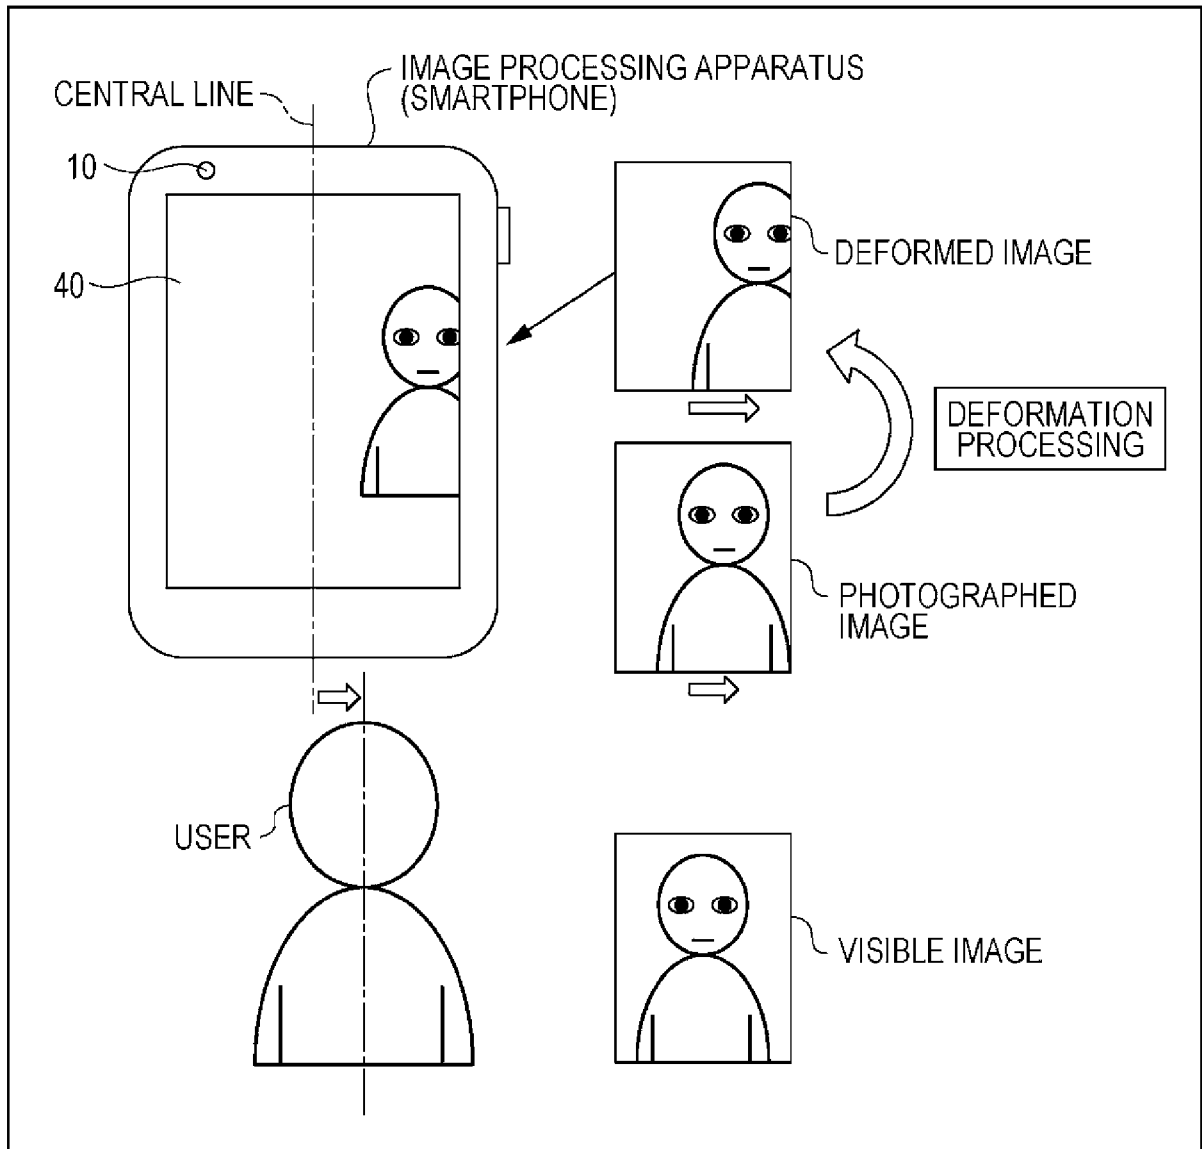 IMAGE PROCESSING APPARATUS
(SMARTPHONE)
CENTRAL LINE
10
40
DEFORMED IMAGE
DEFORMATION
PROCESSING
PHOTOGRAPHED
IMAGE
USER
VISIBLE IMAGE